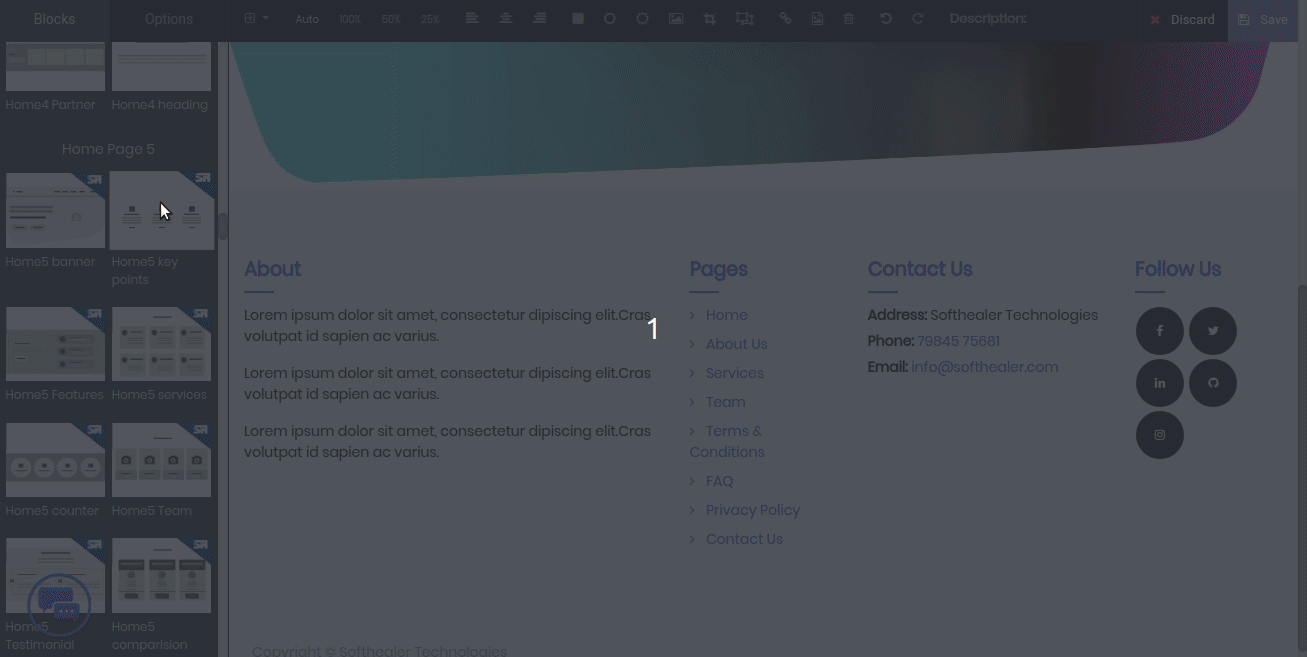 Blocks
Options
Auto
100%
50%
25%
Description:
Discard
Save
Home4 Partner
Home4 heading
Home Page 5
Home5 banner
Home5 key
points
Home5 Features
Home5 services
Home5 counter
Home5 Team
Home5
Testimonial
Home5
comparision
1
About
Lorem ipsum dolor sit amet, consectetur dipiscing elit.Cras
volutpat id sapien ac varius.
Lorem ipsum dolor sit amet, consectetur dipiscing elit.Cras
volutpat id sapien ac varius.
Lorem ipsum dolor sit amet, consectetur dipiscing elit.Cras
volutpat id sapien ac varius.
Pages
Home
About Us
Services
Team
Terms &
Conditions
FAQ
Privacy Policy
Contact Us
Contact Us
Address: Softhealer Technologies
Phone: 79845 75681
Email: info@softhealer.com
Follow Us
Copyright © Softhealer Technologies